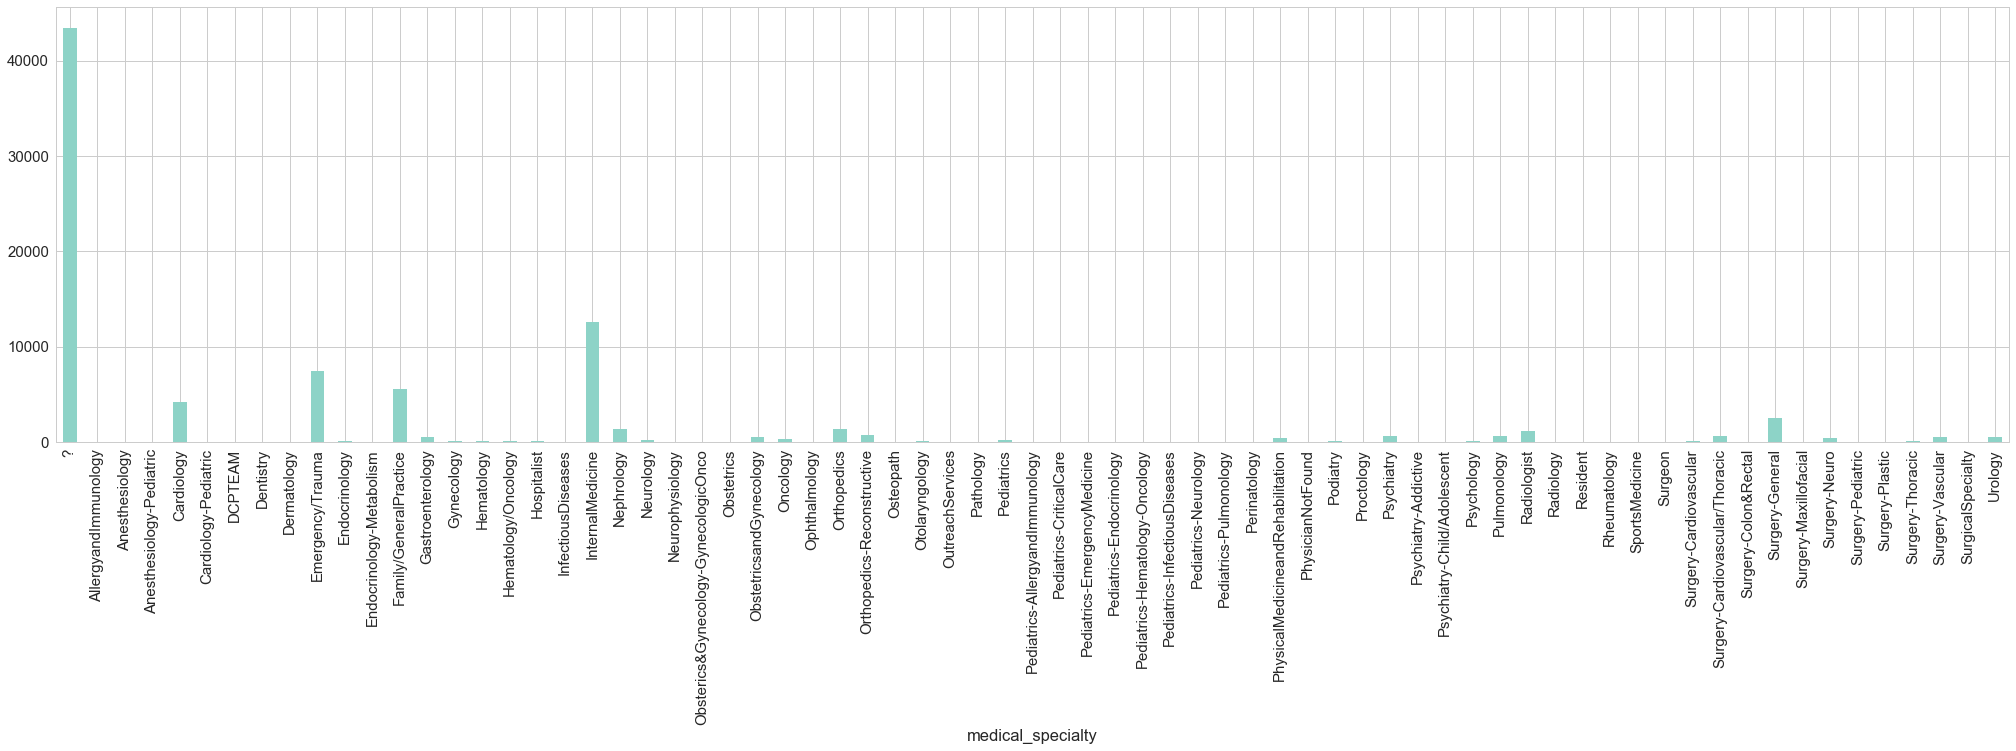 40000
30000
20000
10000
0
?
AllergyandImmunology
Anesthesiology
Anesthesiology-Pediatric
Cardiology
Cardiology-Pediatric
DCPTEAM
Dentistry
Dermatology
Emergency/Trauma
Endocrinology
Endocrinology-Metabolism
Family/GeneralPractice
Gastroenterology
Gynecology
Hematology
Hematology/Oncology
Hospitalist
InfectiousDiseases
InternalMedicine
Nephrology
Neurology
Neurophysiology
Obsterics&Gynecology-GynecologicOnco
Obstetrics
ObstetricsandGynecology
Oncology
Ophthalmology
Orthopedics
Orthopedics-Reconstructive
Osteopath
Otolaryngology
OutreachServices
Pathology
Pediatrics
Pediatrics-AllergyandImmunology
Pediatrics-CriticalCare
Pediatrics-EmergencyMedicine
Pediatrics-Endocrinology
Pediatrics-Hematology-Oncology
Pediatrics-InfectiousDiseases
Pediatrics-Neurology
Pediatrics-Pulmonology
Perinatology
PhysicalMedicineandRehabilitation
PhysicianNotFound
Podiatry
Proctology
Psychiatry
Psychiatry-Addictive
Psychiatry-Child/Adolescent
Psychology
Pulmonology
Radiologist
Radiology
Resident
Rheumatology
SportsMedicine
Surgeon
Surgery-Cardiovascular
Surgery-Cardiovascular/Thoracic
Surgery-Colon&Rectal
Surgery-General
Surgery-Maxillofacial
Surgery-Neuro
Surgery-Pediatric
Surgery-Plastic
Surgery-Thoracic
Surgery-Vascular
SurgicalSpecialty
Urology
medical_specialty